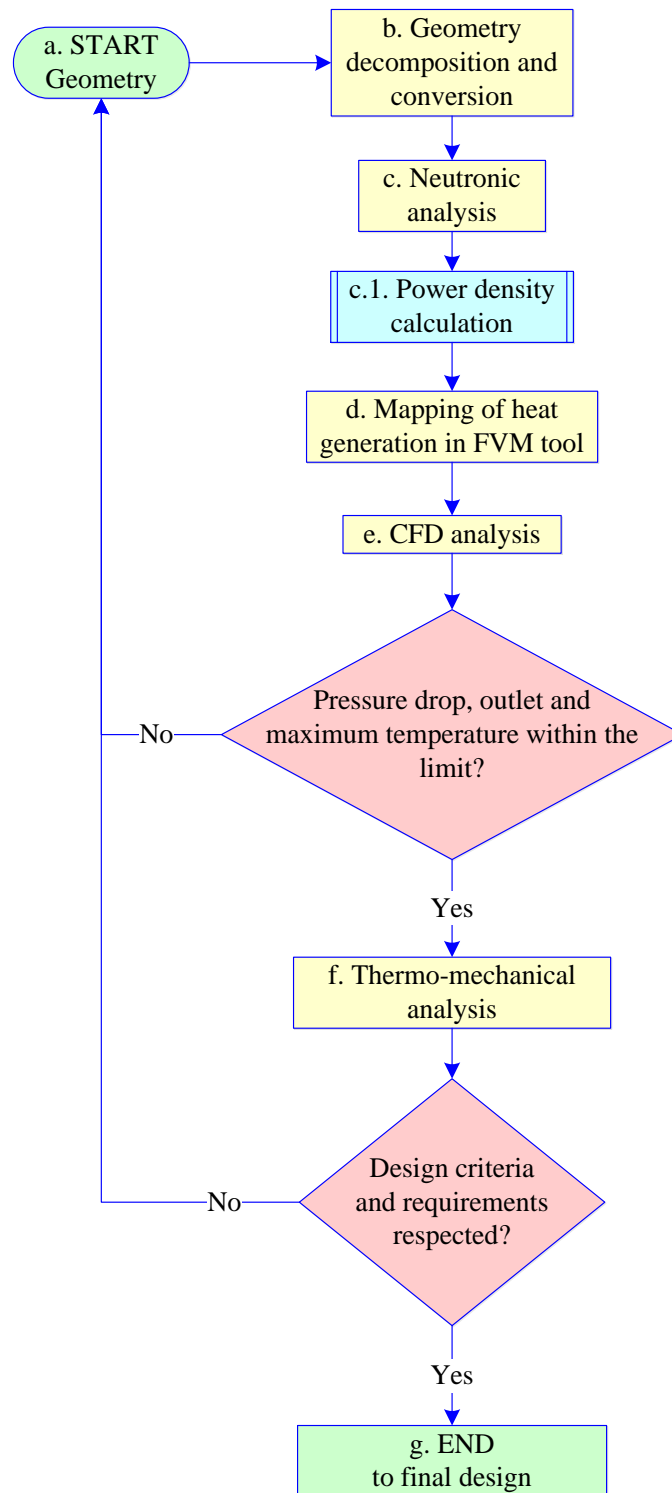 a. START
Geometry
b. Geometry
decomposition and
conversion
c. Neutronic
analysis
c.1. Power density
calculation
d. Mapping of heat
generation in FVM tool
e. CFD analysis
Pressure drop, outlet and
maximum temperature within the
limit?
No
Yes
f. Thermo-mechanical
analysis
Design criteria
and requirements
respected?
No
Yes
g. END
to final design